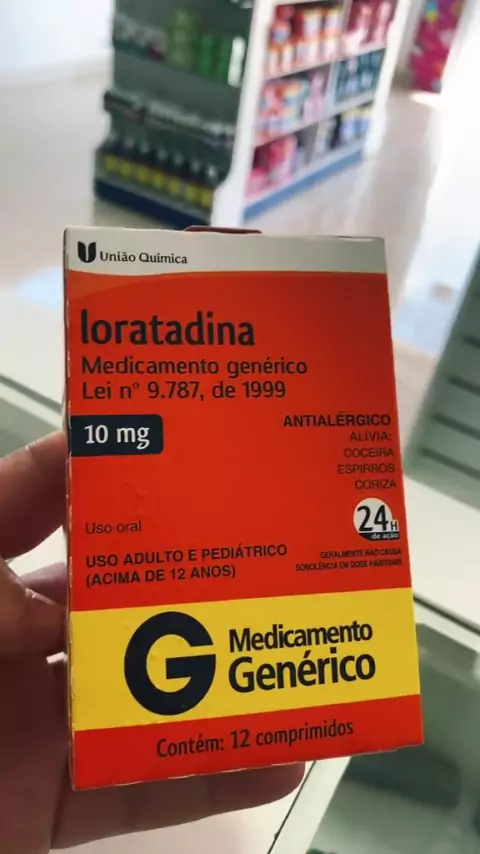 União Química
loratadina
Medicamento genérico
Lei nº 9.787, de 1999
10 mg
ANTIALÉRGICO
ALIVIA:
COCEIRA
ESPIRROS
CORIZA
24H
de ação
Uso oral
GERALMENTE NÃO CAUSA
SONOLÊNCIA EM DOSE HABITUAIS
USO ADULTO E PEDIÁTRICO
(ACIMA DE 12 ANOS)
G
Medicamento
Genérico
Contém: 12 comprimidos